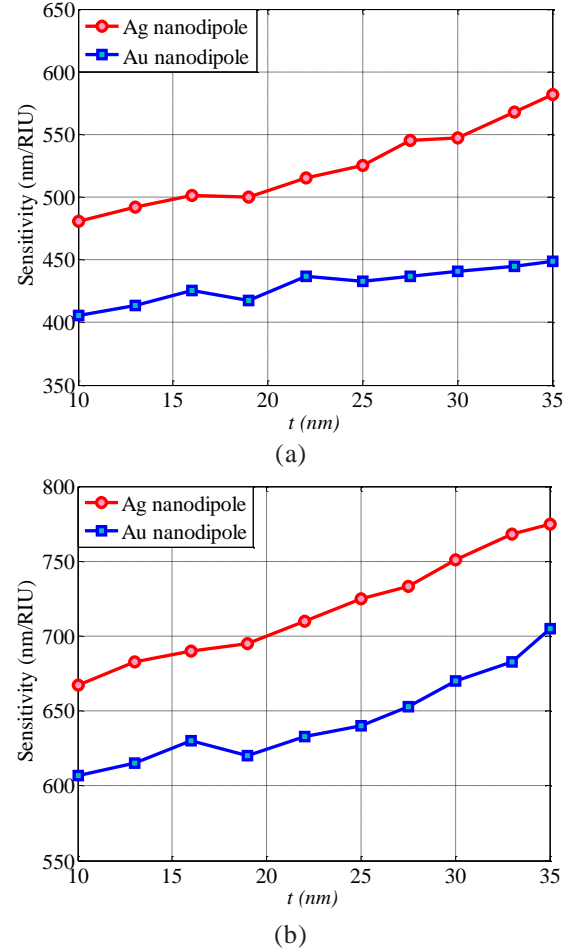 700
Ag nanodipole
Au nanodipole
650
600
550
500
450
400
350
Sensitivity (nm/RIU)
10 15 20 25 30 35
t (nm)
(a)
800
Ag nanodipole
Au nanodipole
750
700
650
600
550
Sensitivity (nm/RIU)
10 15 20 25 30 35
t (nm)
(b)